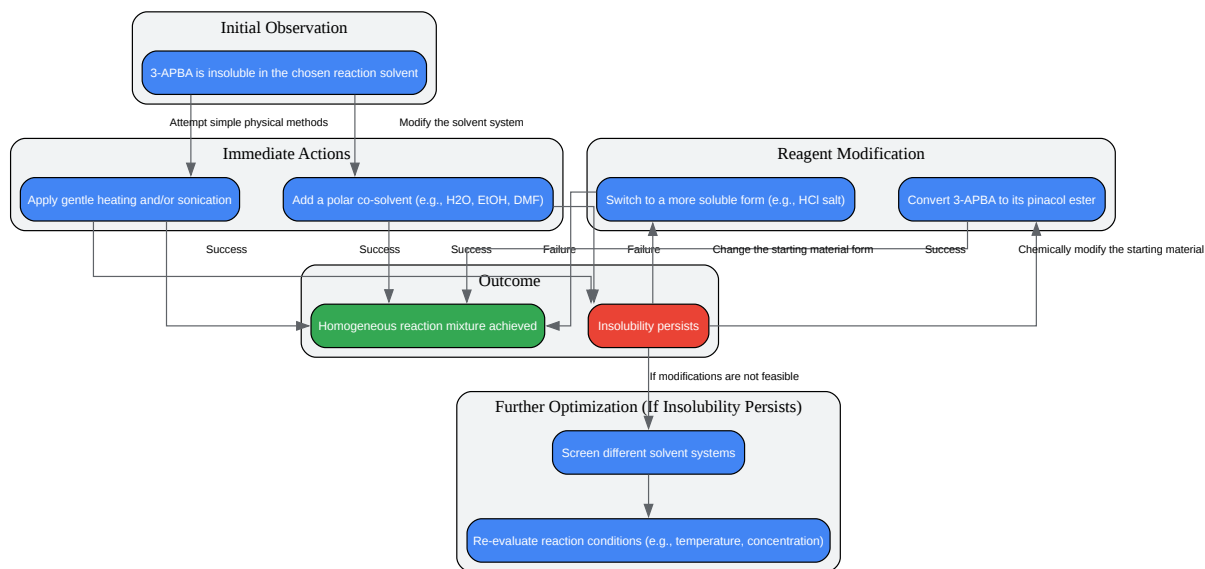 Initial Observation
3-APBA is insoluble in the chosen reaction solvent
Attempt simple physical methods
Modify the solvent system
Immediate Actions
Reagent Modification
Apply gentle heating and/or sonication
Add a polar co-solvent (e.g., H2O, EtOH, DMF)
Switch to a more soluble form (e.g., HCl salt)
Convert 3-APBA to its pinacol ester
Success
Success
Success
Failure
Failure
Change the starting material form
Success
Chemically modify the starting material
Outcome
Homogeneous reaction mixture achieved
Insolubility persists
If modifications are not feasible
Further Optimization (If Insolubility Persists)
Screen different solvent systems
Re-evaluate reaction conditions (e.g., temperature, concentration)